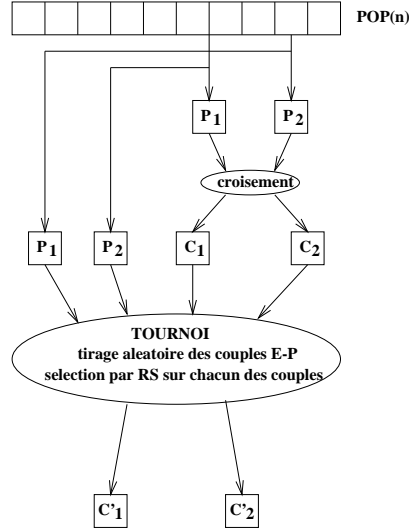 POP(n)
P1 P2
croisement
P1 P2 C1 C2
TOURNOI
tirage aleatoire des couples E-P
selection par RS sur chacun des couples
C'1 C'2